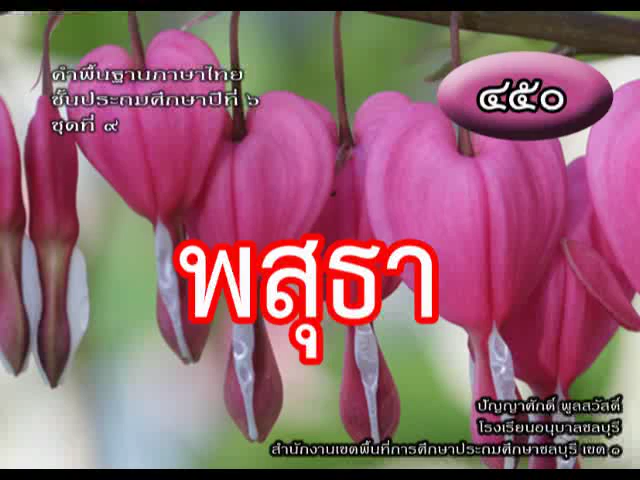 คำพื้นฐานภาษาไทย
ชั้นประถมศึกษาปีที่ ๖
ชุดที่ ๙
๔๕๐
พสุธา
ปัญญาศักดิ์ พูลสวัสดิ์
โรงเรียนอนุบาลชลบุรี
สำนักงานเขตพื้นที่การศึกษาประถมศึกษาชลบุรี เขต ๑